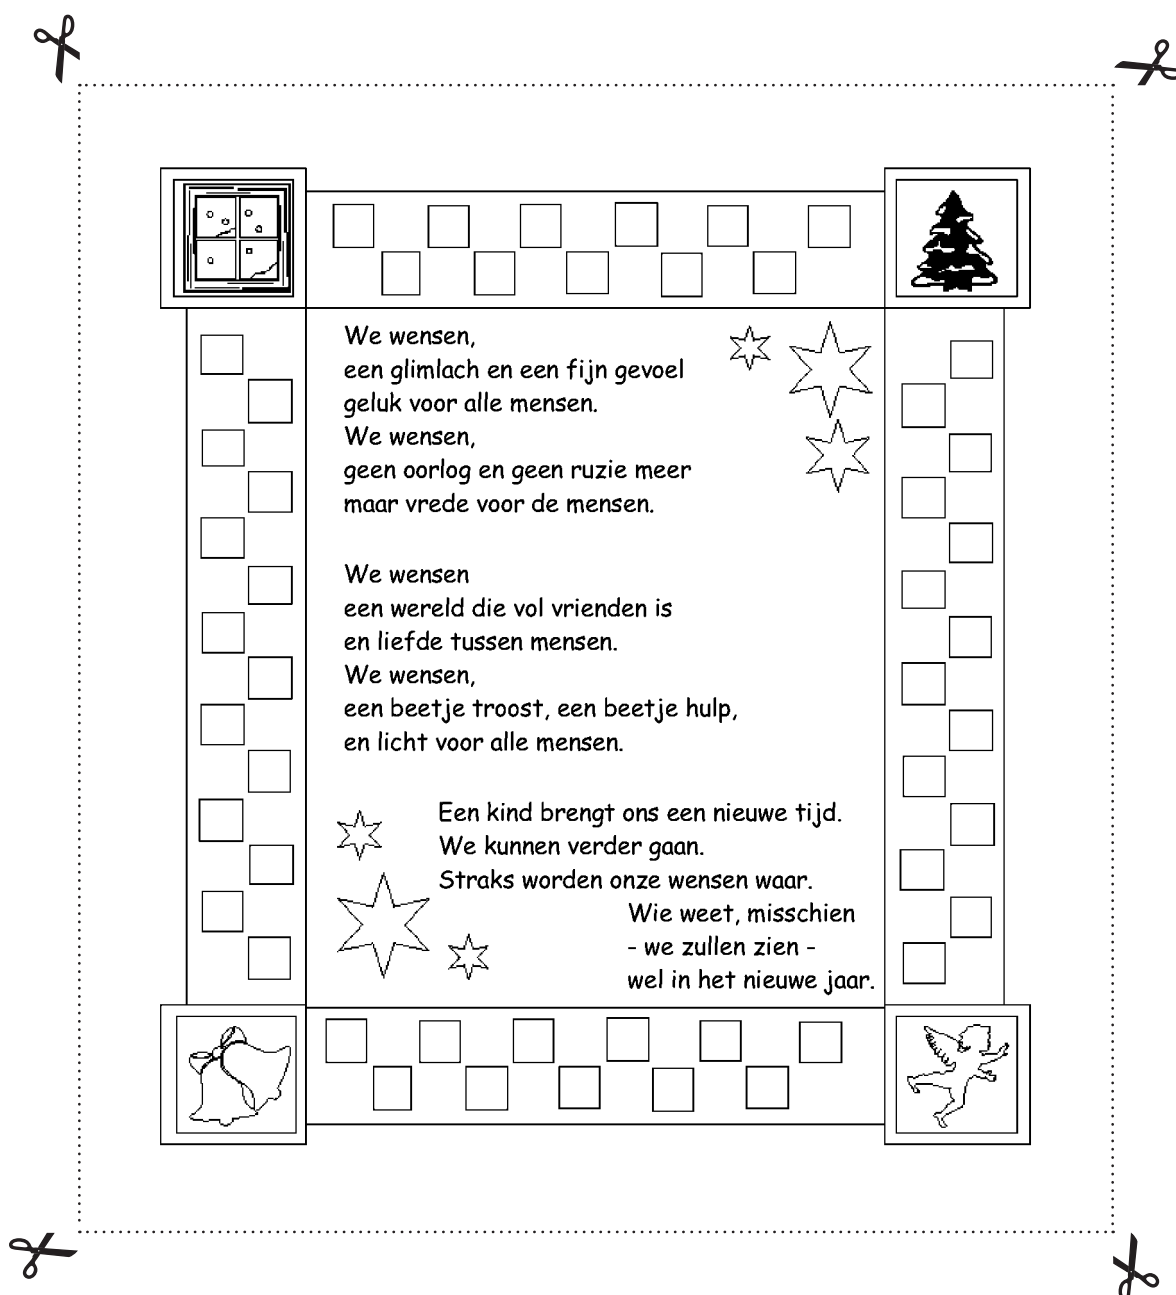 We wensen,
een glimlach en een fijn gevoel
geluk voor alle mensen.
We wensen,
geen oorlog en geen ruzie meer
maar vrede voor de mensen.
We wensen
een wereld die vol vrienden is
en liefde tussen mensen.
We wensen,
een beetje troost, een beetje hulp,
en licht voor alle mensen.
Een kind brengt ons een nieuwe tijd.
We kunnen verder gaan.
Straks worden onze wensen waar.
Wie weet, misschien
- we zullen zien -
wel in het nieuwe jaar.